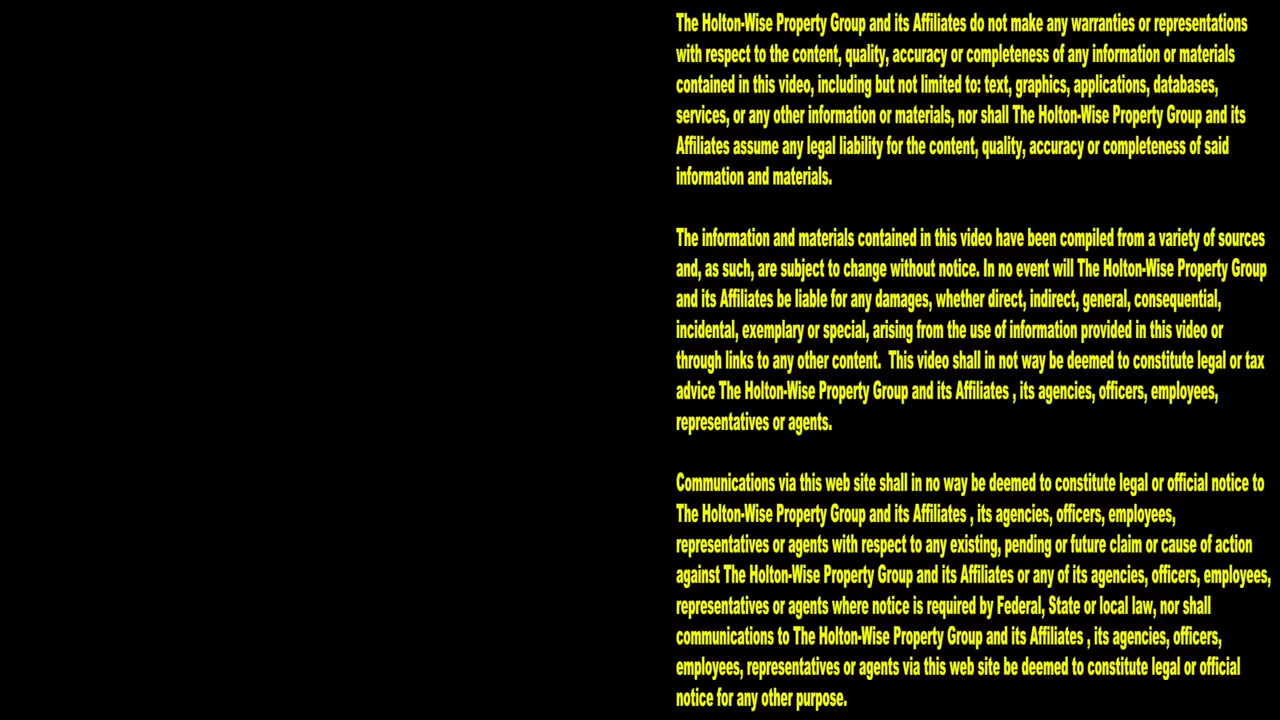 The Holton-Wise Property Group and its Affiliates do not make any warranties or representations
with respect to the content, quality, accuracy or completeness of any information or materials
contained in this video, including but not limited to: text, graphics, applications, databases,
services, or any other information or materials, nor shall The Holton-Wise Property Group and its
Affiliates assume any legal liability for the content, quality, accuracy or completeness of said
information and materials.
The information and materials contained in this video have been compiled from a variety of sources
and, as such, are subject to change without notice. In no event will The Holton-Wise Property Group
and its Affiliates be liable for any damages, whether direct, indirect, general, consequential,
incidental, exemplary or special, arising from the use of information provided in this video or
through links to any other content.  This video shall in not way be deemed to constitute legal or tax
advice The Holton-Wise Property Group and its Affiliates , its agencies, officers, employees,
representatives or agents.
Communications via this web site shall in no way be deemed to constitute legal or official notice to
The Holton-Wise Property Group and its Affiliates , its agencies, officers, employees,
representatives or agents with respect to any existing, pending or future claim or cause of action
against The Holton-Wise Property Group and its Affiliates or any of its agencies, officers, employees,
representatives or agents where notice is required by Federal, State or local law, nor shall
communications to The Holton-Wise Property Group and its Affiliates , its agencies, officers,
employees, representatives or agents via this web site be deemed to constitute legal or official
notice for any other purpose.